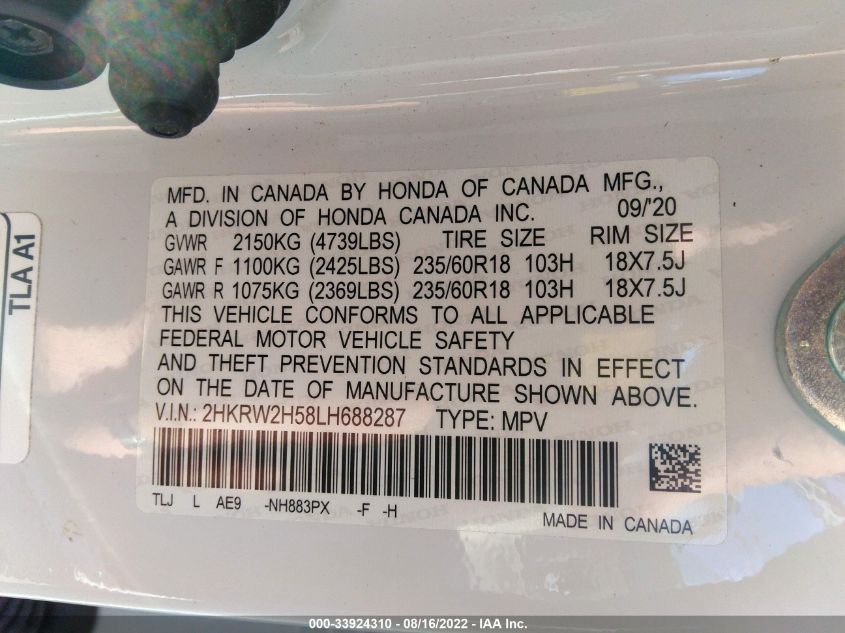 MFD. IN CANADA BY HONDA OF CANADA MFG.,
A DIVISION OF HONDA CANADA INC. 09/'20
GVWR 2150KG (4739LBS) TIRE SIZE RIM SIZE
GAWR F 1100KG (2425LBS) 235/60R18 103H 18X7.5J
GAWR R 1075KG (2369LBS) 235/60R18 103H 18X7.5J
THIS VEHICLE CONFORMS TO ALL APPLICABLE
FEDERAL MOTOR VEHICLE SAFETY
AND THEFT PREVENTION STANDARDS IN EFFECT
ON THE DATE OF MANUFACTURE SHOWN ABOVE.
V.I.N.: 2HKRW2H58LH688287 TYPE: MPV
TLJ L AE9 -NH883PX -F -H
MADE IN CANADA
TLA A1
000-33924310 - 08/16/2022 - IAA Inc.